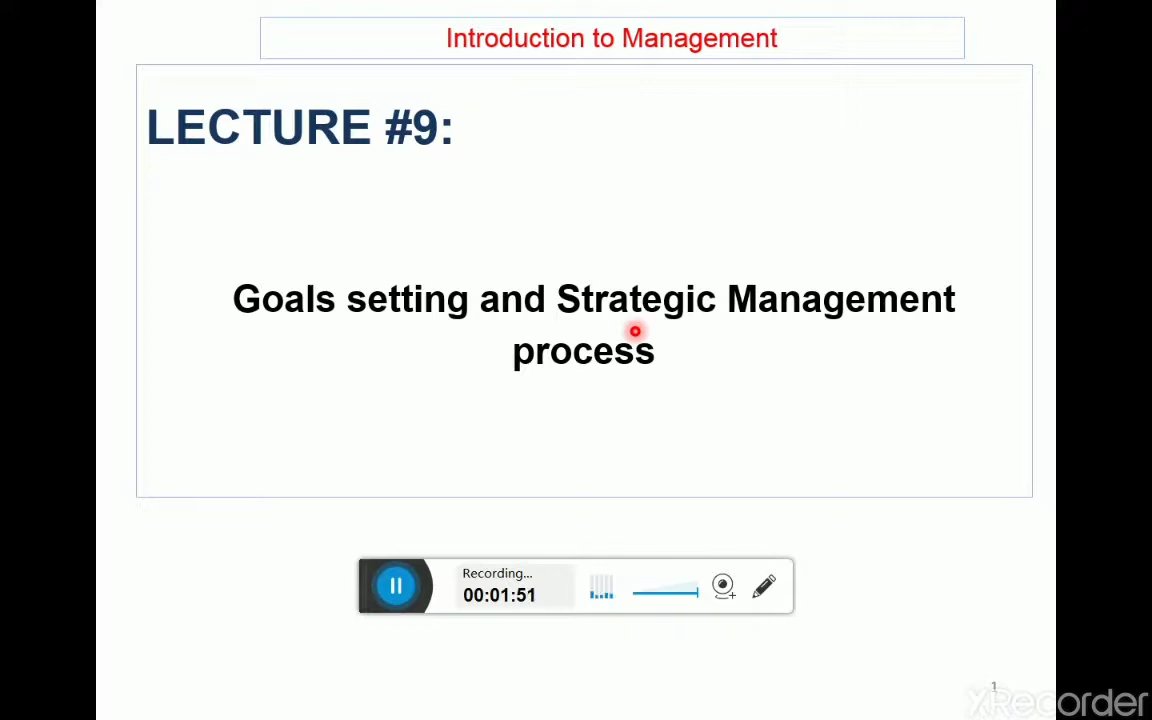 Introduction to Management
LECTURE #9:
Goals setting and Strategic Management
process
Recording...
00:01:51
1
XRecorder